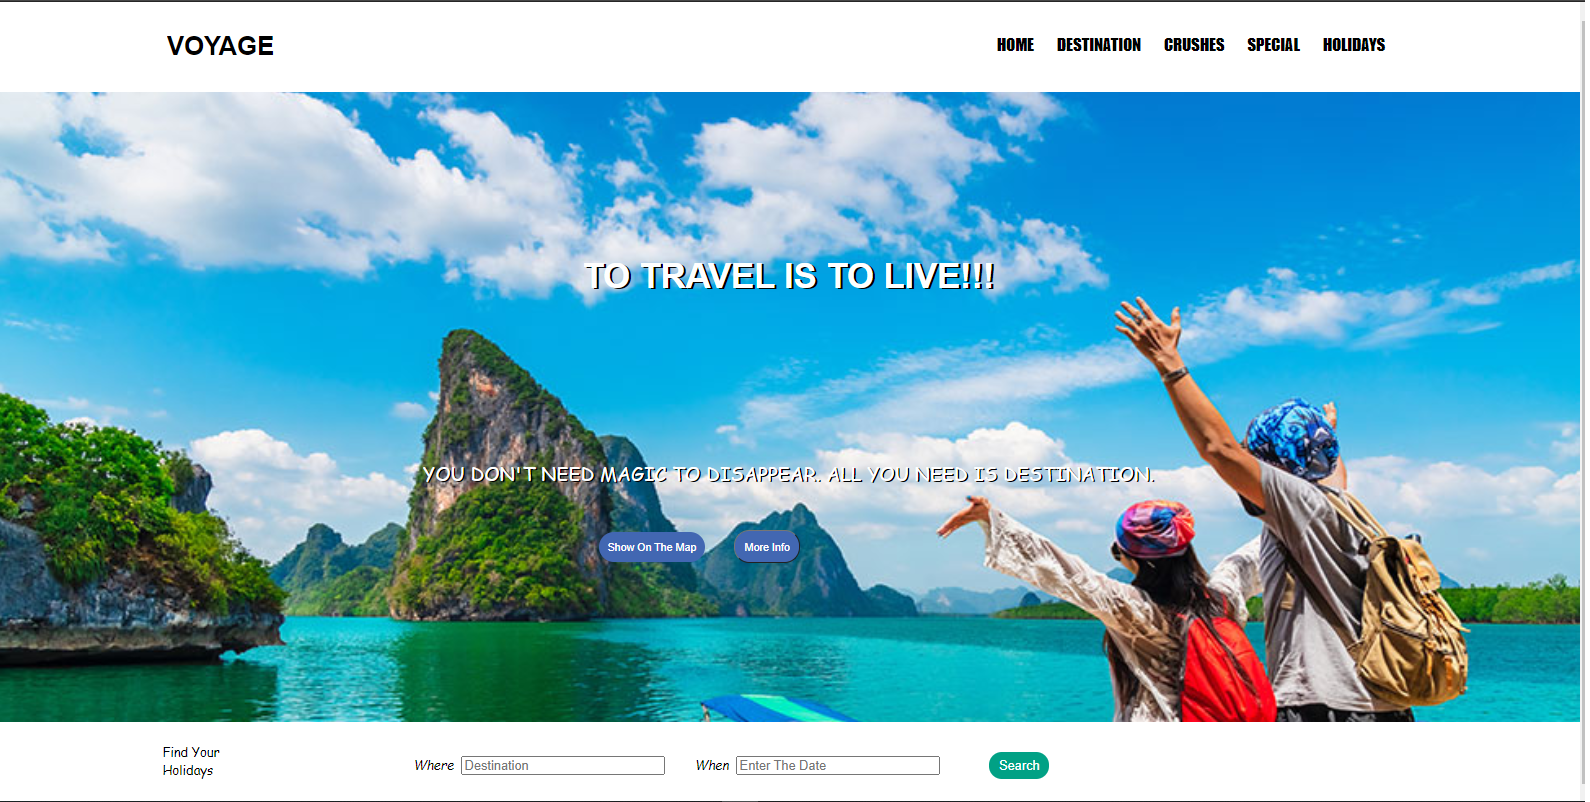 VOYAGE
HOME DESTINATION CRUSHES SPECIAL HOLIDAYS
TO TRAVEL IS TO LIVE!!!
YOU DON'T NEED MAGIC TO DISAPPEAR. ALL YOU NEED IS DESTINATION.
Show On The Map More Info
Find Your
Holidays
Where Destination When Enter The Date Search